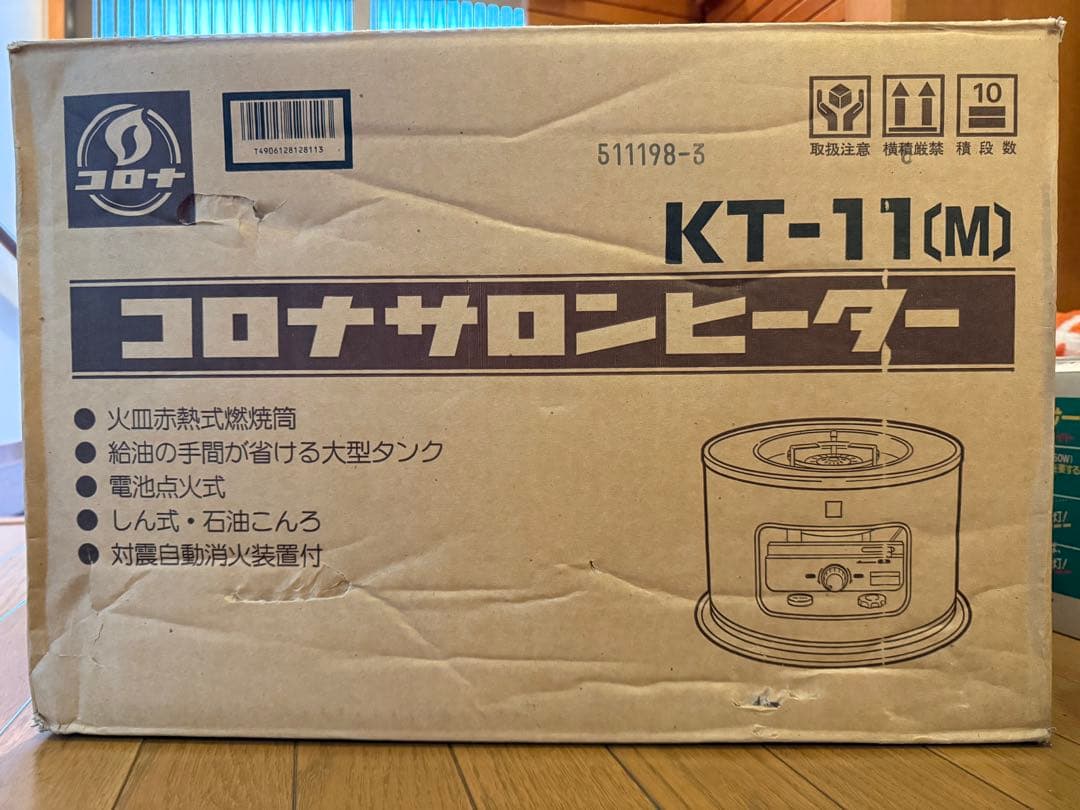 コロナ
T4906128128113
511198-3
取扱注意
横積厳禁
10
積段数
KT-11(M)
コロナサロンヒーター
● 火皿赤熱式燃焼筒
● 給油の手間が省ける大型タンク
● 電池点火式
● しん式・石油こんろ
● 対震自動消火装置付